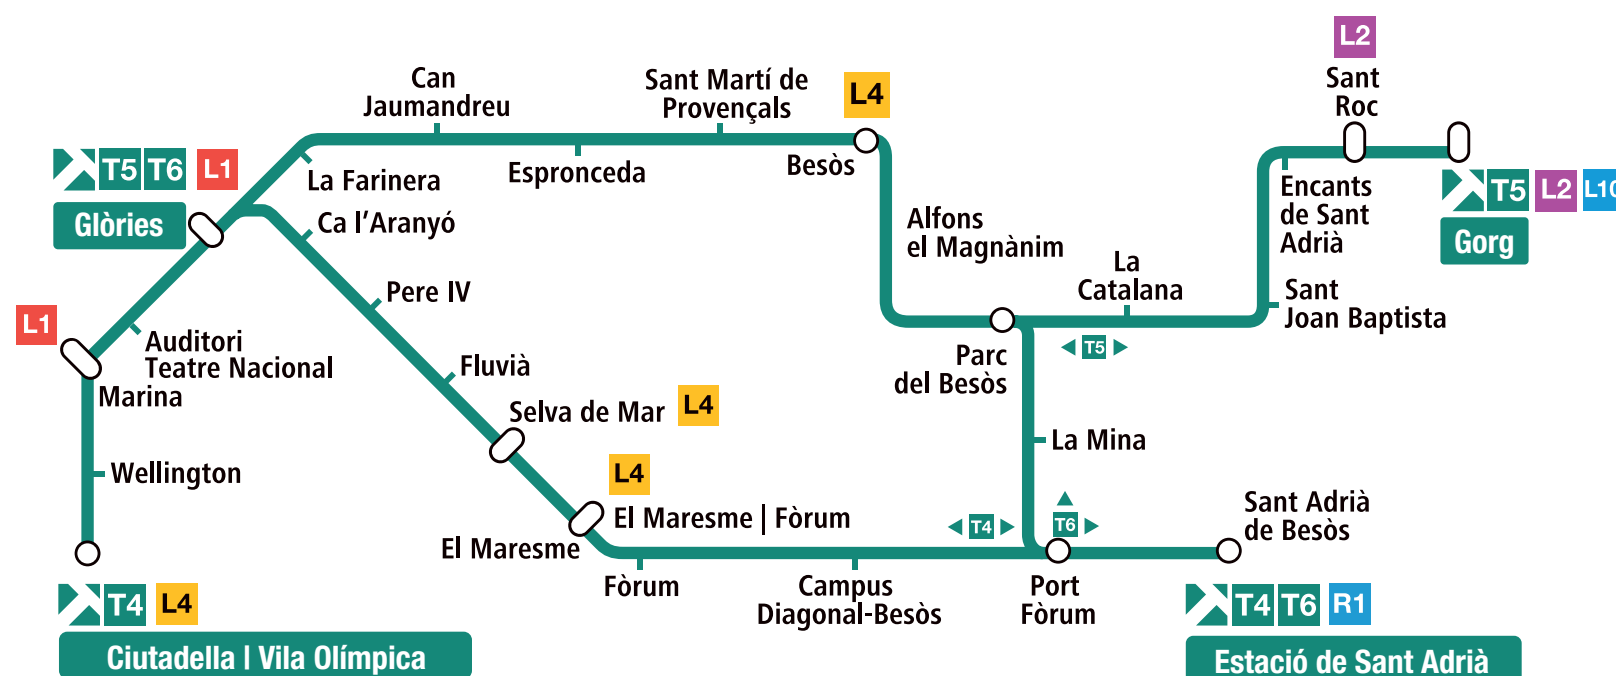 L2
Sant
Roc
Can
Jaumandreu
Sant Martí de
Provençals
L4
Besòs
Espronceda
T5 T6 L1
Glòries
La Farinera
Ca l'Aranyó
Alfons
el Magnànim
La
Catalana
Encants
de Sant
Adrià
T5 L2 L10
Gorg
Sant
Joan Baptista
L1
Auditori
Teatre Nacional
Marina
Pere IV
Fluvià
Parc
del Besòs
T5
Selva de Mar L4
La Mina
Wellington
L4
El Maresme | Fòrum
El Maresme
T4
T6
Sant Adrià
de Besòs
Fòrum
Campus
Diagonal-Besòs
Port
Fòrum
T4 L4
Ciutadella | Vila Olímpica
T4 T6 R1
Estació de Sant Adrià